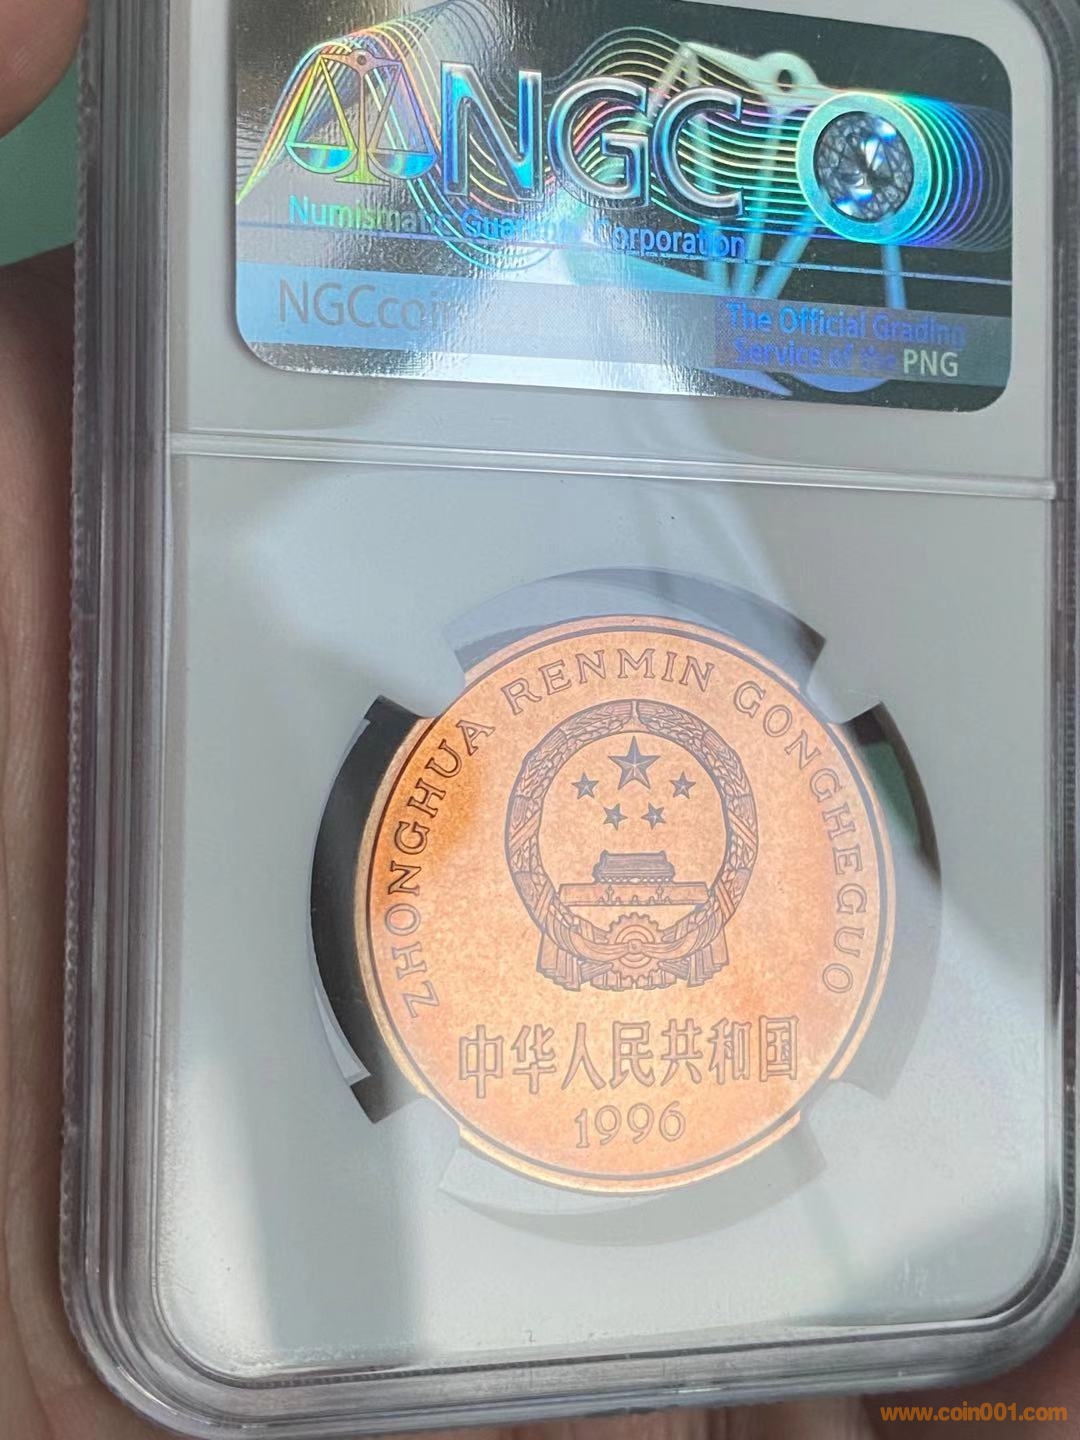 NGC
Numismatic Guaranty Corporation
NGCcoin
The Official Grading
Service of the PNG
ZHONGHUA RENMIN GONGHEGUO
中华人民共和国
1996
www.coin001.com